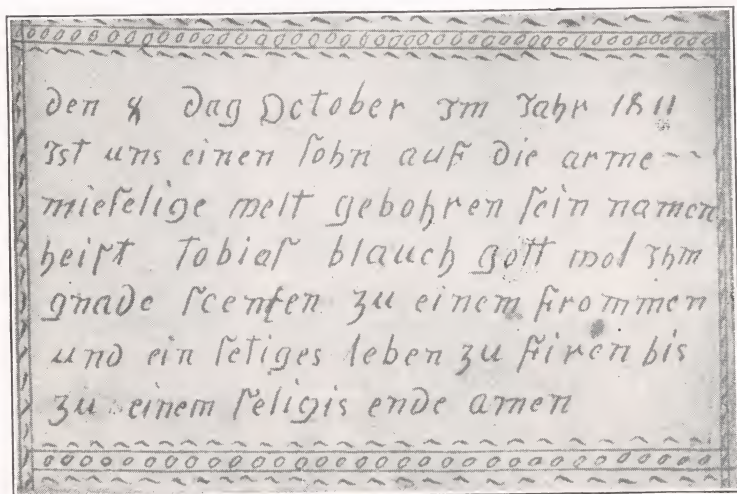 den 8 dag October Im Jahr 1811
Ist uns einen sohn auf die arme
mieselige welt gebohren sein namen
heist Tobias blauch gott wol Ihm
gnade scenken zu einem frommen
und ein setiges leben zu firen bis
zu einem seligis ende amen